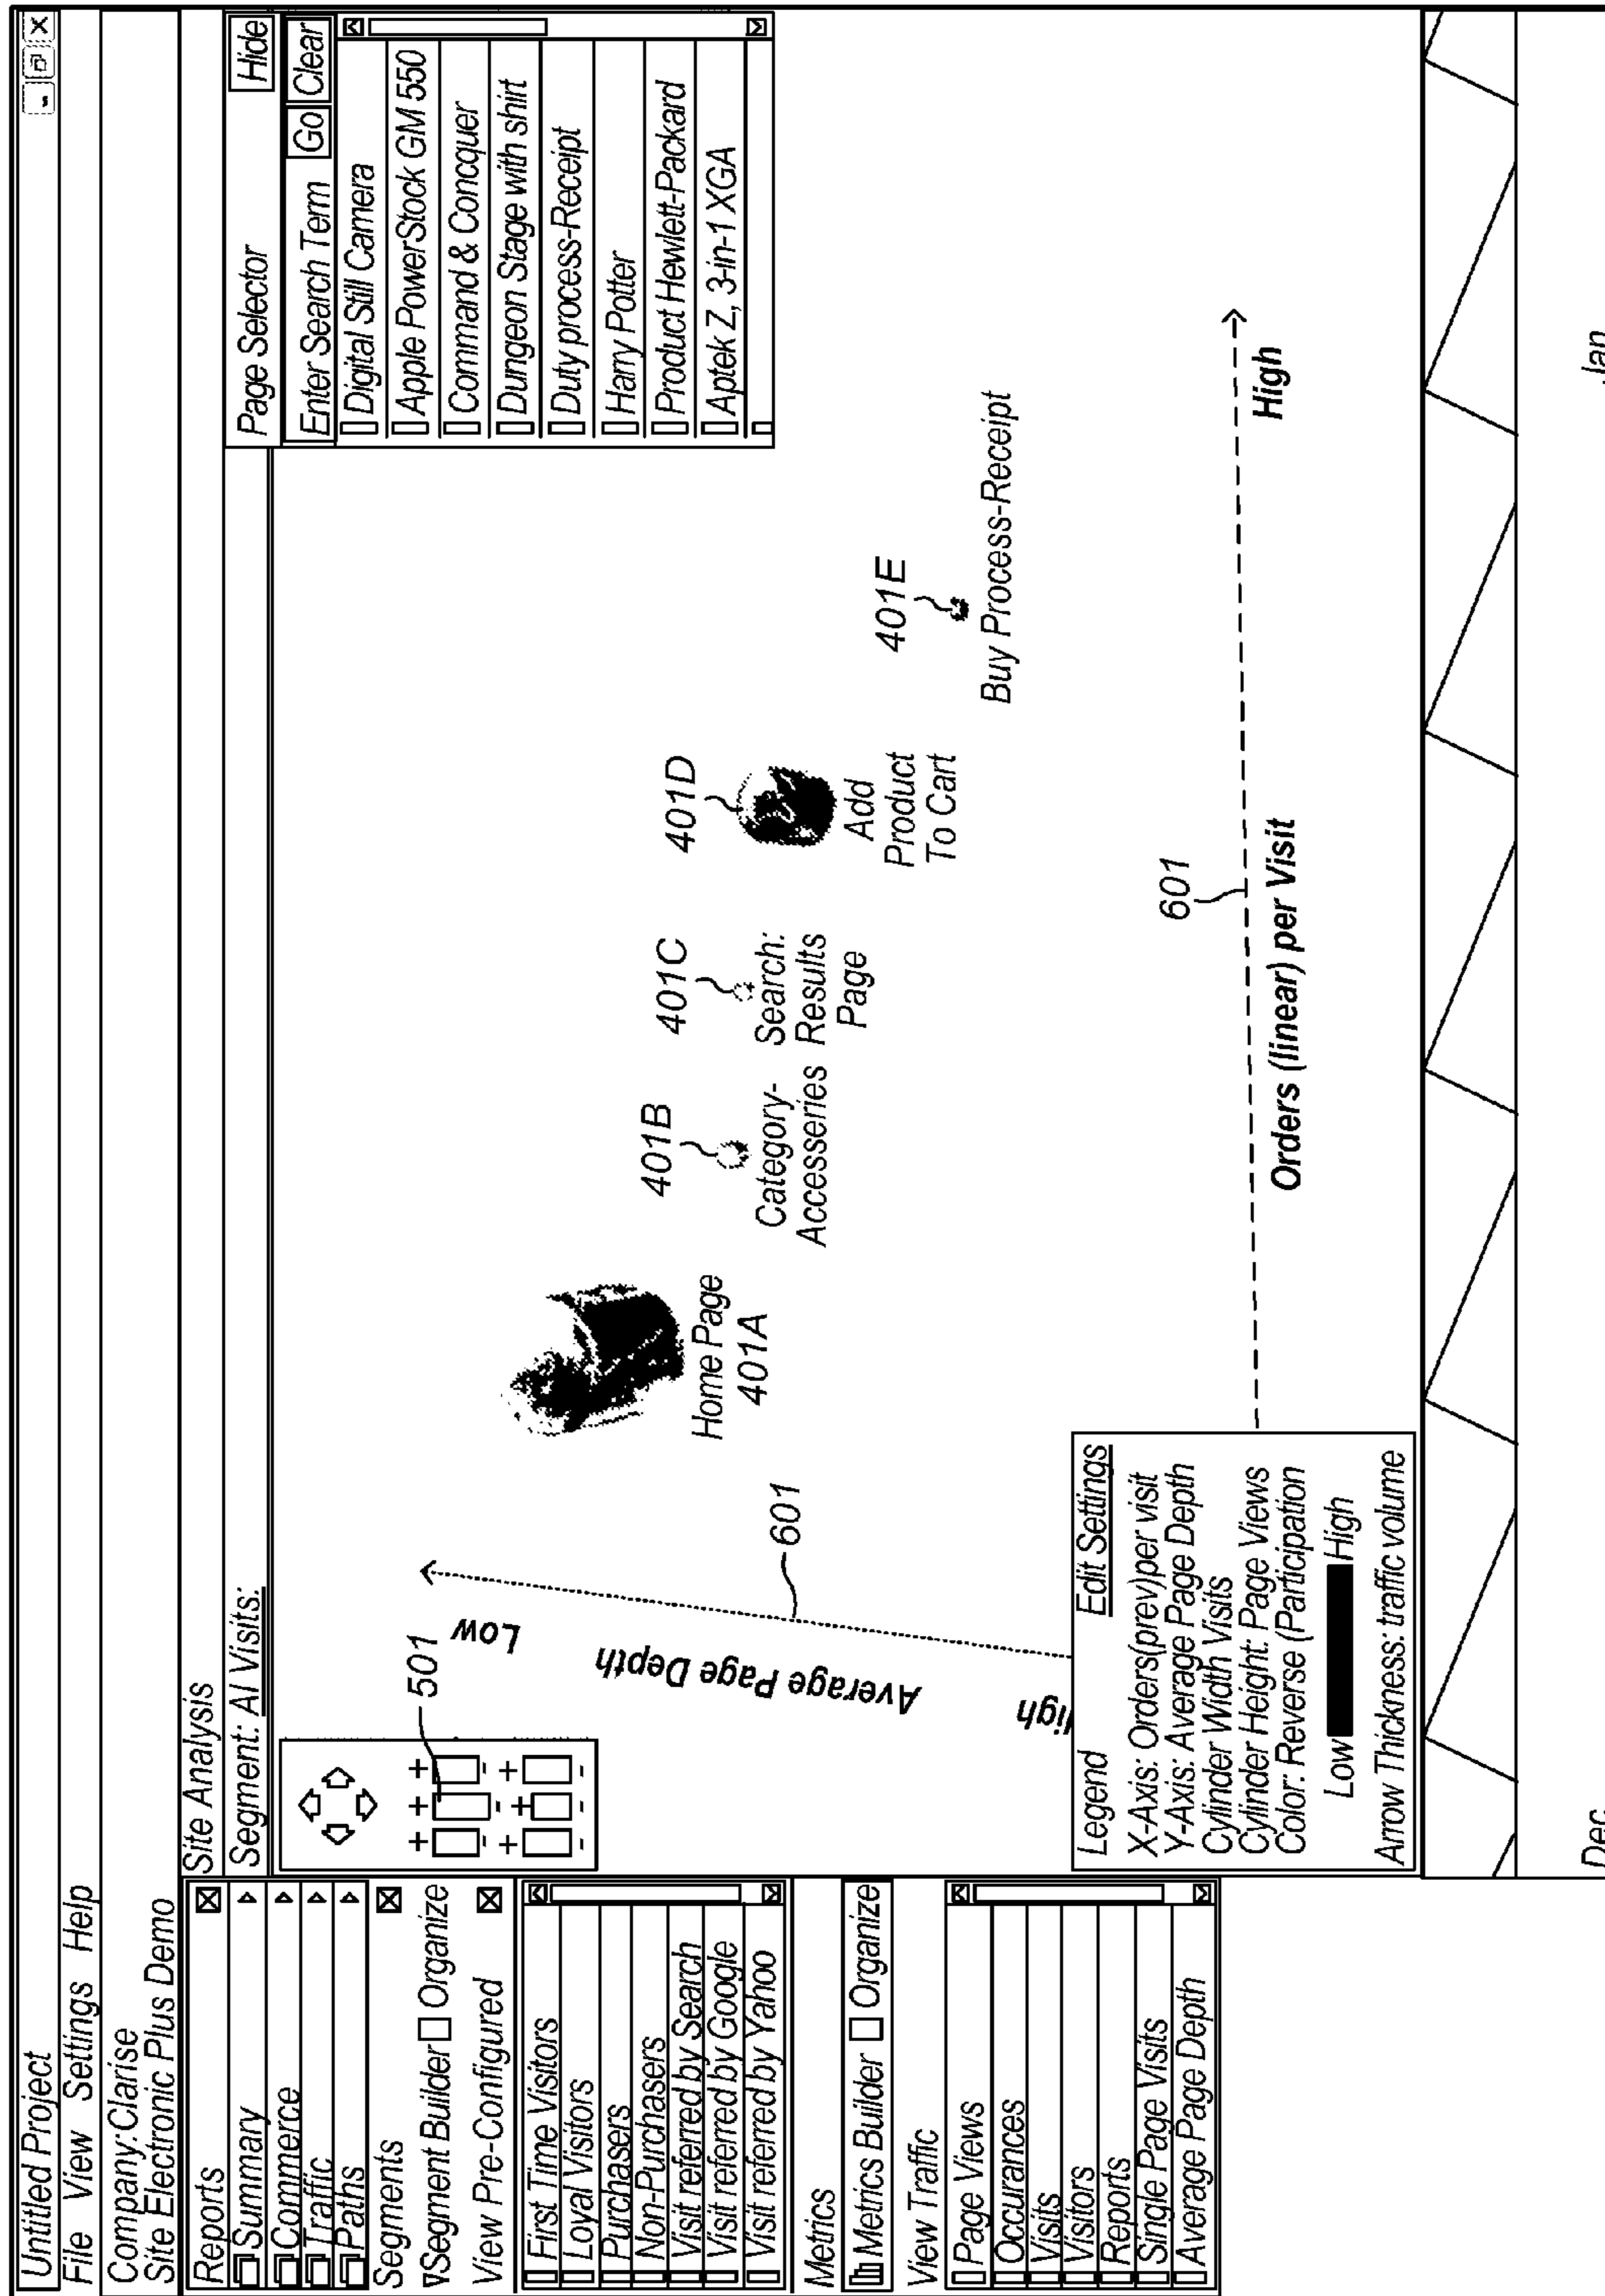 Untitled Project
File View Settings Help
Company:Clarise
Site Electronic Plus Demo
Reports
Summary
Commerce
Traffic
Paths
Segments
Segment Builder Organize
View Pre-Configured
First Time Visitors
Loyal Visitors
Purchasers
Non-Purchasers
Visit referred by Search
Visit referred by Google
Visit referred by Yahoo
Metrics
Metrics Builder Organize
View Traffic
Page Views
Occurances
Visits
Visitors
Reports
Single Page Visits
Average Page Depth
Site Analysis
Segment: Al Visits:
501
Low
Average Page Depth
High
601
Legend Edit Settings
X-Axis: Orders(prev)per visit
Y-Axis: Average Page Depth
Cylinder Width Visits
Cylinder Height: Page Views
Color: Reverse (Participation
Low High
Arrow Thickness: traffic volume
Home Page
401A
401B
Category-
Accesseries
401C
Search:
Results
Page
401D
Add
Product
To Cart
401E
Buy Process-Receipt
601
Orders (linear) per Visit
High
Page Selector Hide
Enter Search Term Go Clear
Digital Still Camera
Apple PowerStock GM 550
Command & Concquer
Dungeon Stage with shirt
Duty process-Receipt
Harry Potter
Product Hewlett-Packard
Aptek Z, 3-in-1 XGA
Dec
Jan